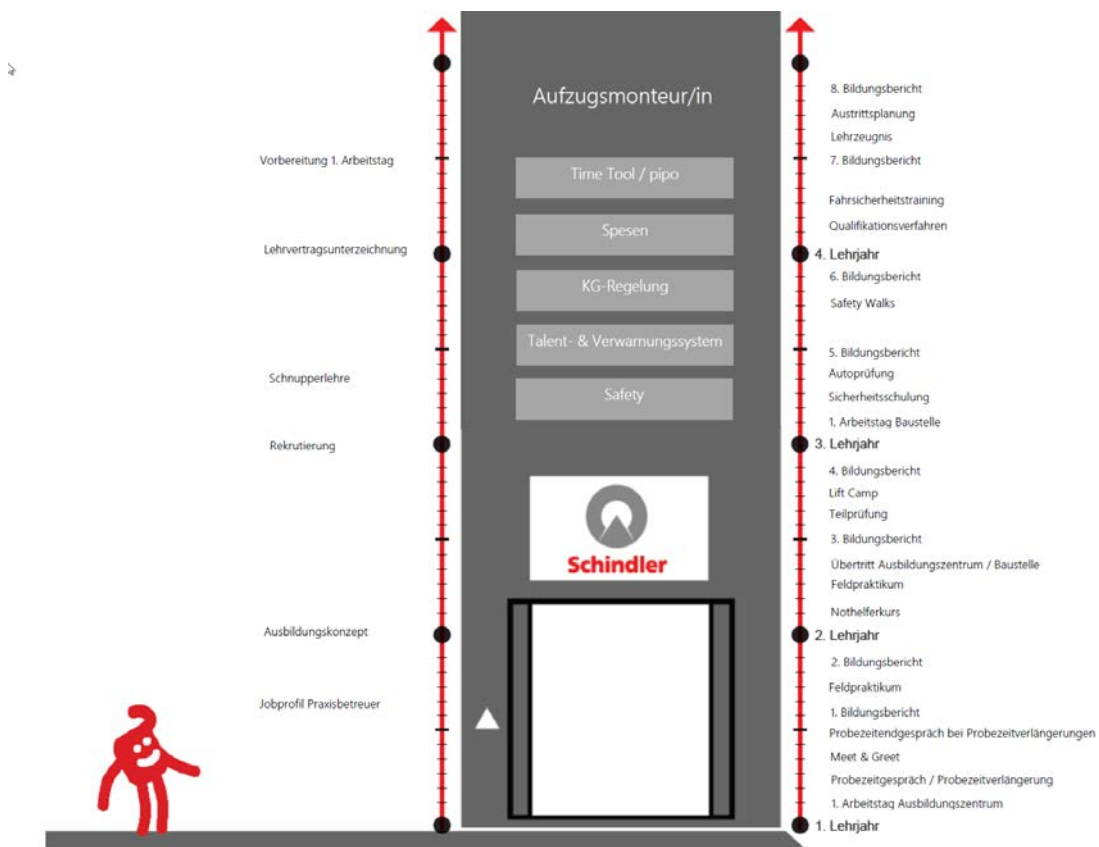 Aufzugsmonteur/in
Time Tool / pipo
Spesen
KG-Regelung
Talent- & Verwarnungssystem
Safety
Schindler
Vorbereitung 1. Arbeitstag
Lehrvertragsunterzeichnung
Schnupperlehre
Rekrutierung
Ausbildungskonzept
Jobprofil Praxisbetreuer
8. Bildungsbericht
Austrittsplanung
Lehrzeugnis
7. Bildungsbericht
Fahrsicherheitstraining
Qualifikationsverfahren
4. Lehrjahr
6. Bildungsbericht
Safety Walks
5. Bildungsbericht
Autoprüfung
Sicherheitsschulung
1. Arbeitstag Baustelle
3. Lehrjahr
4. Bildungsbericht
Lift Camp
Teilprüfung
3. Bildungsbericht
Übertritt Ausbildungszentrum / Baustelle
Feldpraktikum
Nothelferkurs
2. Lehrjahr
2. Bildungsbericht
Feldpraktikum
1. Bildungsbericht
Probezeitendgespräch bei Probezeitverlängerungen
Meet & Greet
Probezeitgespräch / Probezeitverlängerung
1. Arbeitstag Ausbildungszentrum
1. Lehrjahr